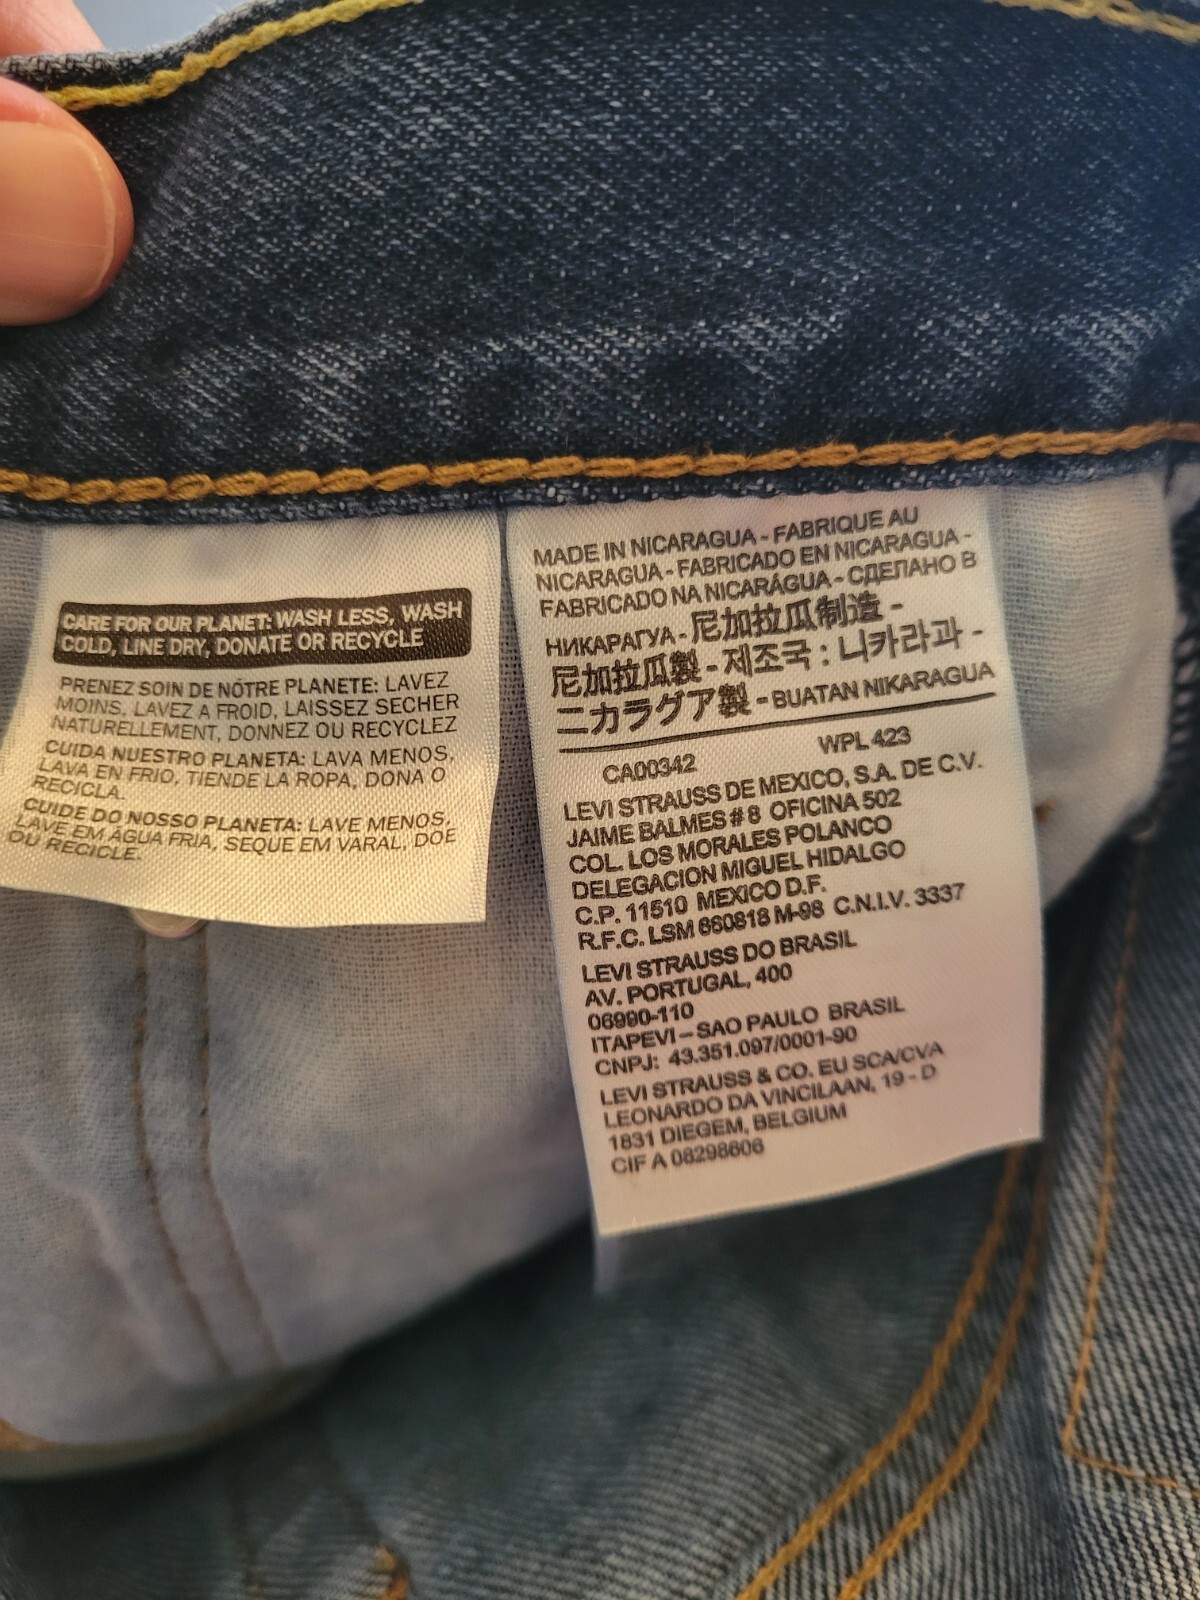 CARE FOR OUR PLANET: WASH LESS, WASH
COLD, LINE DRY, DONATE OR RECYCLE
PRENEZ SOIN DE NÔTRE PLANETE: LAVEZ
MOINS, LAVEZ A FROID, LAISSEZ SECHER
NATURELLEMENT, DONNEZ OU RECYCLEZ
CUIDA NUESTRO PLANETA: LAVA MENOS,
LAVA EN FRIO, TIENDE LA ROPA, DONA O
RECICLA.
CUIDE DO NOSSO PLANETA: LAVE MENOS,
LAVE EM ÁGUA FRIA, SEQUE EM VARAL, DOE
OU RECICLE.
MADE IN NICARAGUA - FABRIQUE AU
NICARAGUA - FABRICADO EN NICARAGUA -
FABRICADO NA NICARÁGUA - СДЕЛАНО В
НИКАРАГУА - 尼加拉瓜制造 -
尼加拉瓜製 - 제조국 : 니카라과 -
ニカラグア製 - BUATAN NIKARAGUA
CA00342 WPL 423
LEVI STRAUSS DE MEXICO, S.A. DE C.V.
JAIME BALMES # 8 OFICINA 502
COL. LOS MORALES POLANCO
DELEGACION MIGUEL HIDALGO
C.P. 11510 MEXICO D.F.
R.F.C. LSM 660818 M-98 C.N.I.V. 3337
LEVI STRAUSS DO BRASIL
AV. PORTUGAL, 400
06990-110
ITAPEVI – SAO PAULO BRASIL
CNPJ: 43.351.097/0001-90
LEVI STRAUSS & CO. EU SCA/CVA
LEONARDO DA VINCILAAN, 19 - D
1831 DIEGEM, BELGIUM
CIF A 08298606